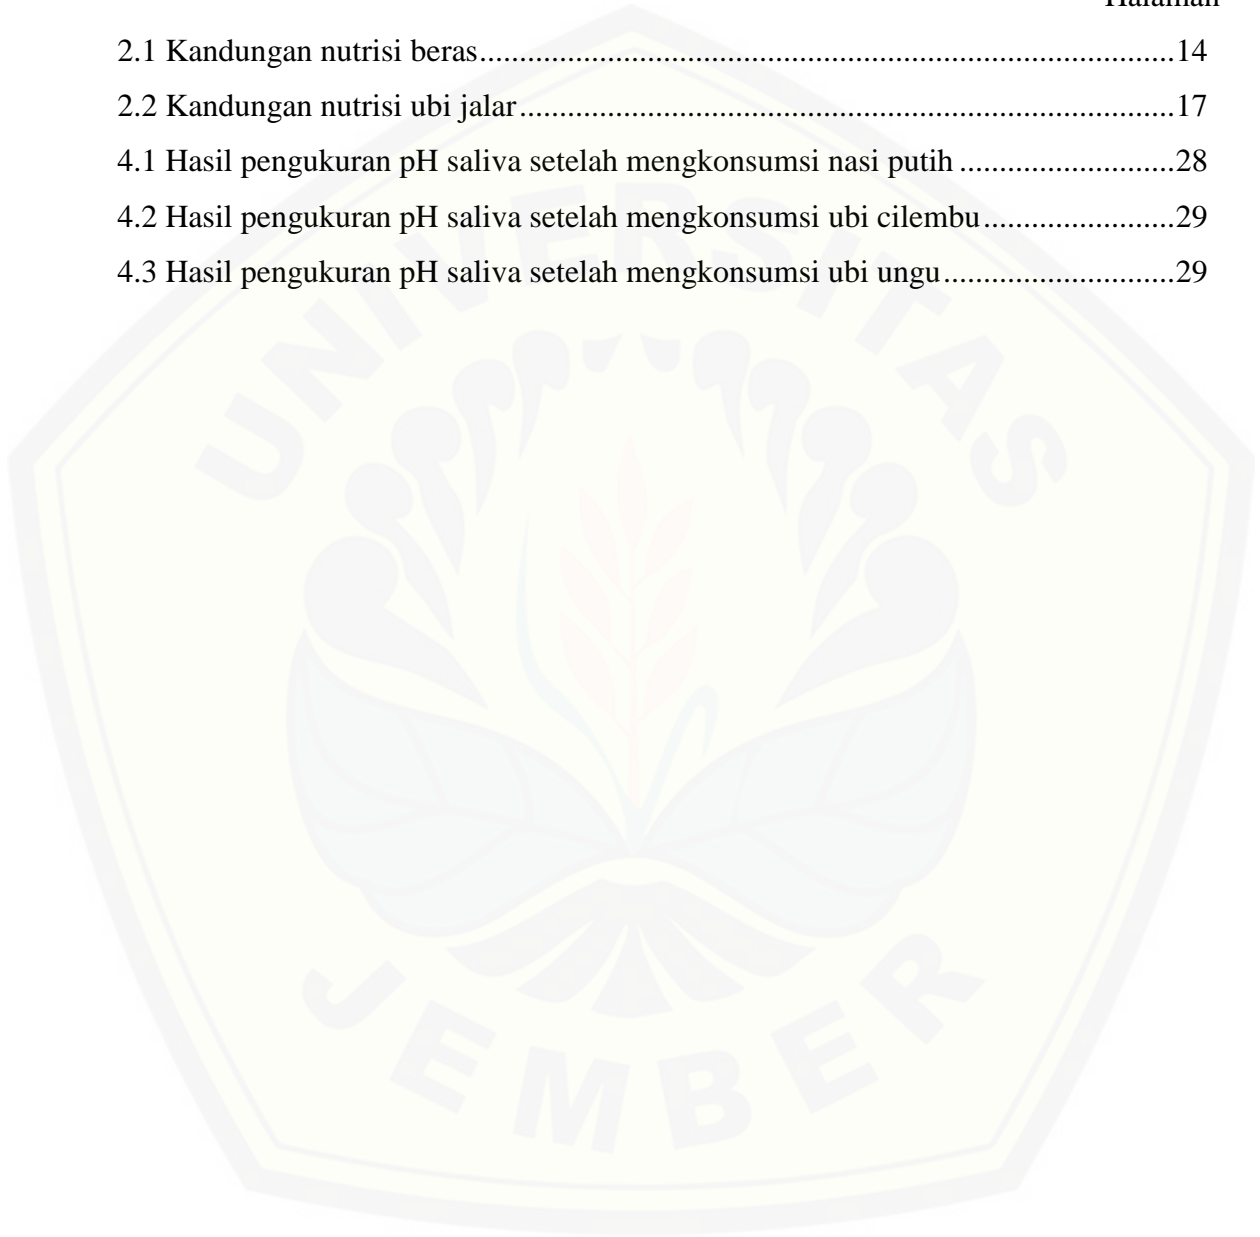 Halaman
2.1 Kandungan nutrisi beras.......................................................................................14
2.2 Kandungan nutrisi ubi jalar..................................................................................17
4.1 Hasil pengukuran pH saliva setelah mengkonsumsi nasi putih ...........................28
4.2 Hasil pengukuran pH saliva setelah mengkonsumsi ubi cilembu........................29
4.3 Hasil pengukuran pH saliva setelah mengkonsumsi ubi ungu.............................29
UNIVERSITAS
JEMBER